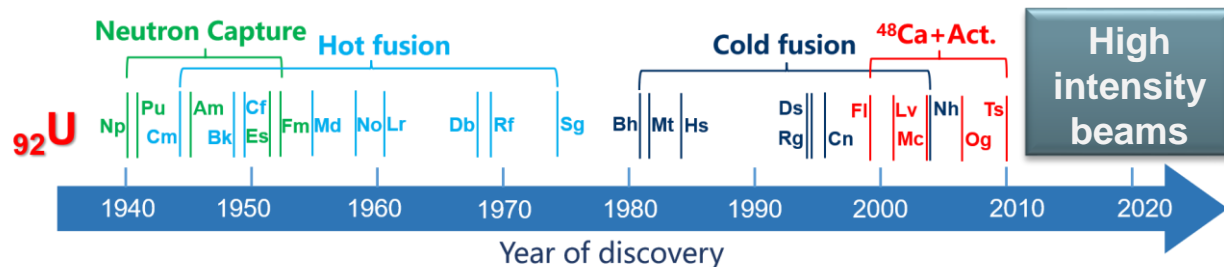 Neutron Capture
Hot fusion
Cold fusion
⁴⁸Ca+Act.
High
intensity
beams
₉₂U
Np Pu Cm Am Bk Cf Es Fm Md No Lr Db Rf Sg Bh Mt Hs Ds Rg Cn Fl Lv Mc Nh Og Ts
1940 1950 1960 1970 1980 1990 2000 2010 2020
Year of discovery